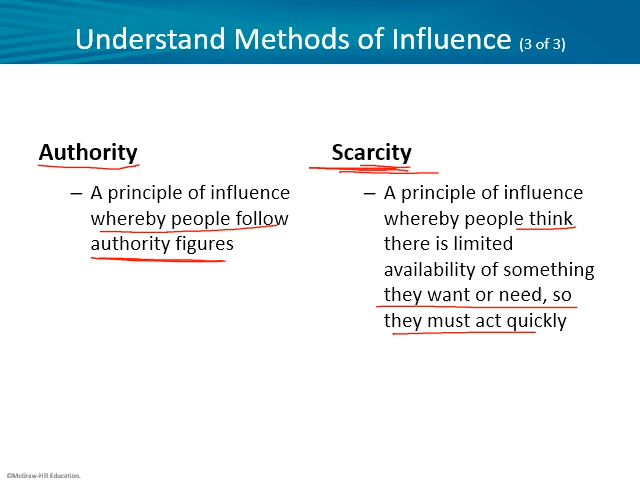 Understand Methods of Influence (3 of 3)
Authority
– A principle of influence
whereby people follow
authority figures
Scarcity
– A principle of influence
whereby people think
there is limited
availability of something
they want or need, so
they must act quickly
©McGraw-Hill Education.